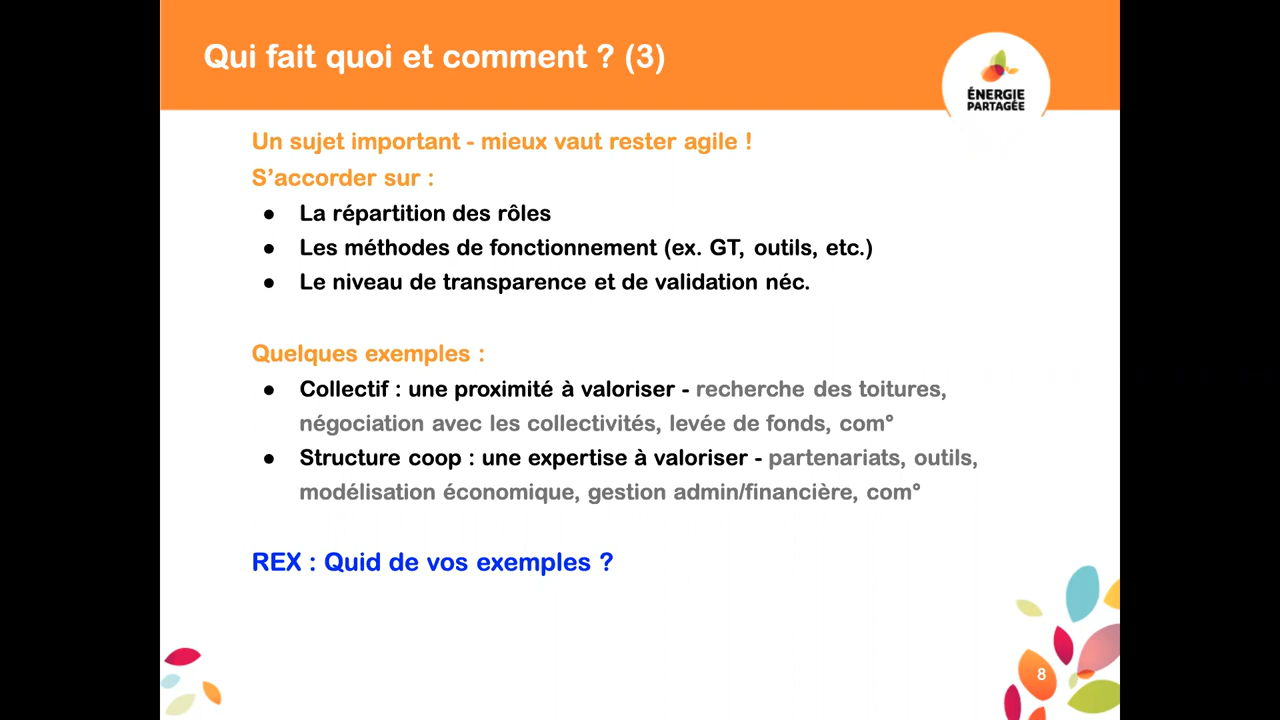 Qui fait quoi et comment ? (3)
ÉNERGIE
PARTAGÉE
Un sujet important - mieux vaut rester agile !
S’accorder sur :
● La répartition des rôles
● Les méthodes de fonctionnement (ex. GT, outils, etc.)
● Le niveau de transparence et de validation néc.
Quelques exemples :
● Collectif : une proximité à valoriser - recherche des toitures,
négociation avec les collectivités, levée de fonds, com°
● Structure coop : une expertise à valoriser - partenariats, outils,
modélisation économique, gestion admin/financière, com°
REX : Quid de vos exemples ?
8